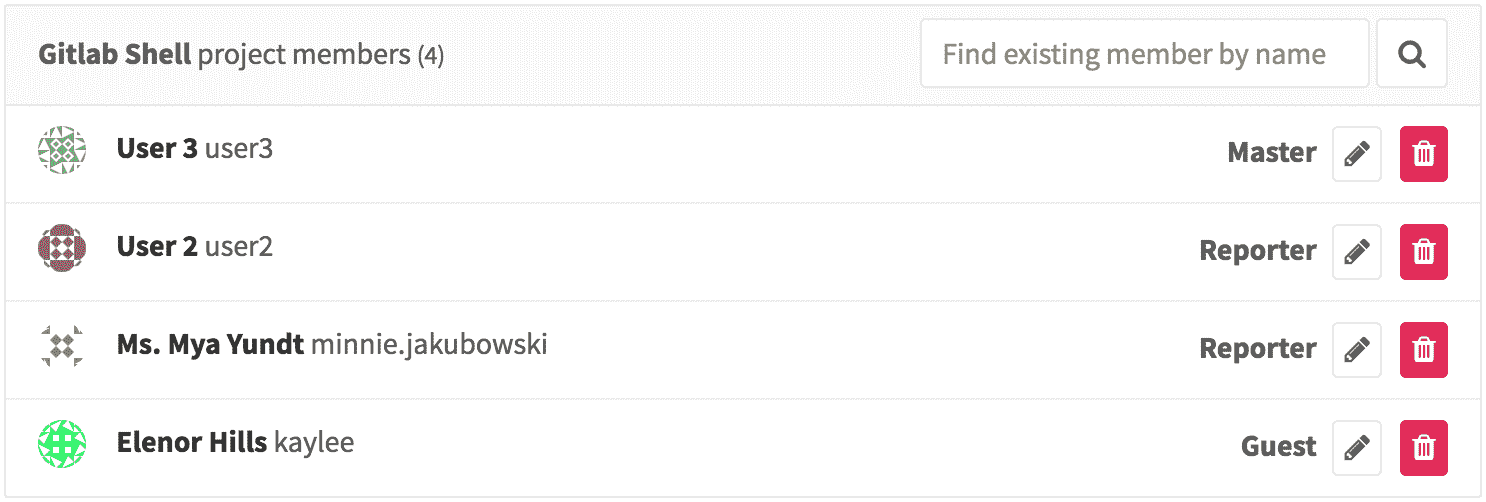 Gitlab Shell project members (4)
Find existing member by name
User 3 user3
Master
User 2 user2
Reporter
Ms. Mya Yundt minnie.jakubowski
Reporter
Elenor Hills kaylee
Guest